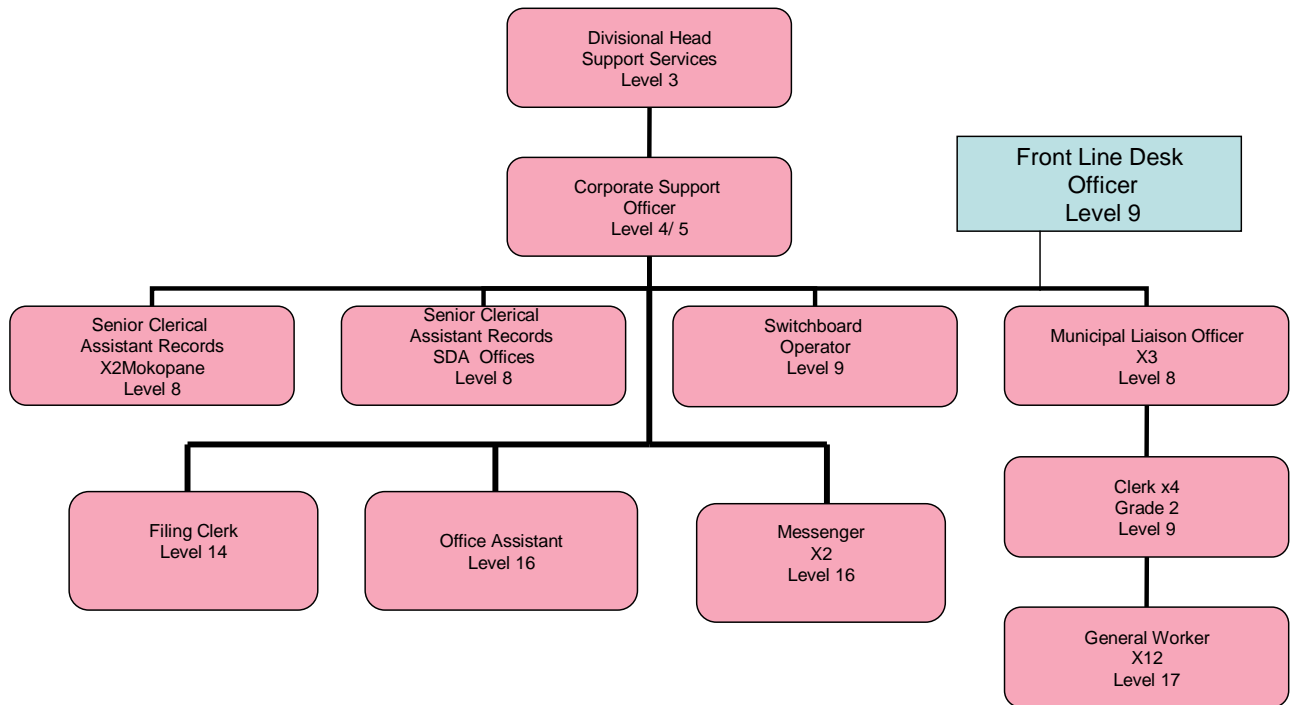 Divisional Head
Support Services
Level 3
Corporate Support
Officer
Level 4/ 5
Front Line Desk
Officer
Level 9
Senior Clerical
Assistant Records
X2Mokopane
Level 8
Senior Clerical
Assistant Records
SDA Offices
Level 8
Switchboard
Operator
Level 9
Municipal Liaison Officer
X3
Level 8
Filing Clerk
Level 14
Office Assistant
Level 16
Messenger
X2
Level 16
Clerk x4
Grade 2
Level 9
General Worker
X12
Level 17